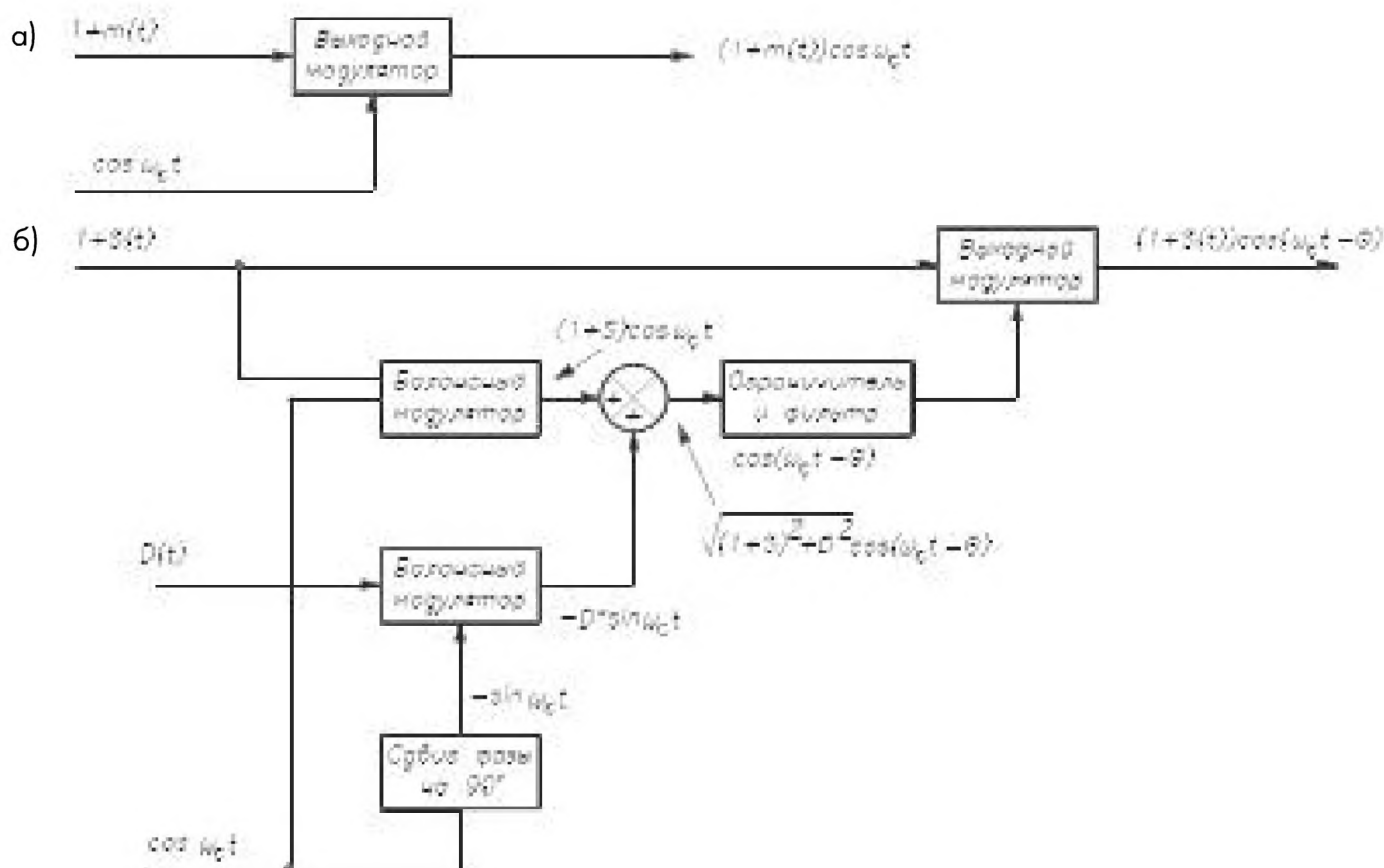 а)
1+m(t)
Выходной
модулятор
(1+m(t))cos ω_c t
cos ω_c t
б)
1+S(t)
Выходной
модулятор
(1+S(t))cos(ω_c t-θ)
(1+S)cos ω_c t
Балансный
модулятор
+
+
Ограничитель
и фильтр
cos(ω_c t-θ)
√(1+S)²+D² cos(ω_c t-θ)
D(t)
Балансный
модулятор
-D*sin ω_c t
-sin ω_c t
Сдвиг фазы
на 90°
cos ω_c t